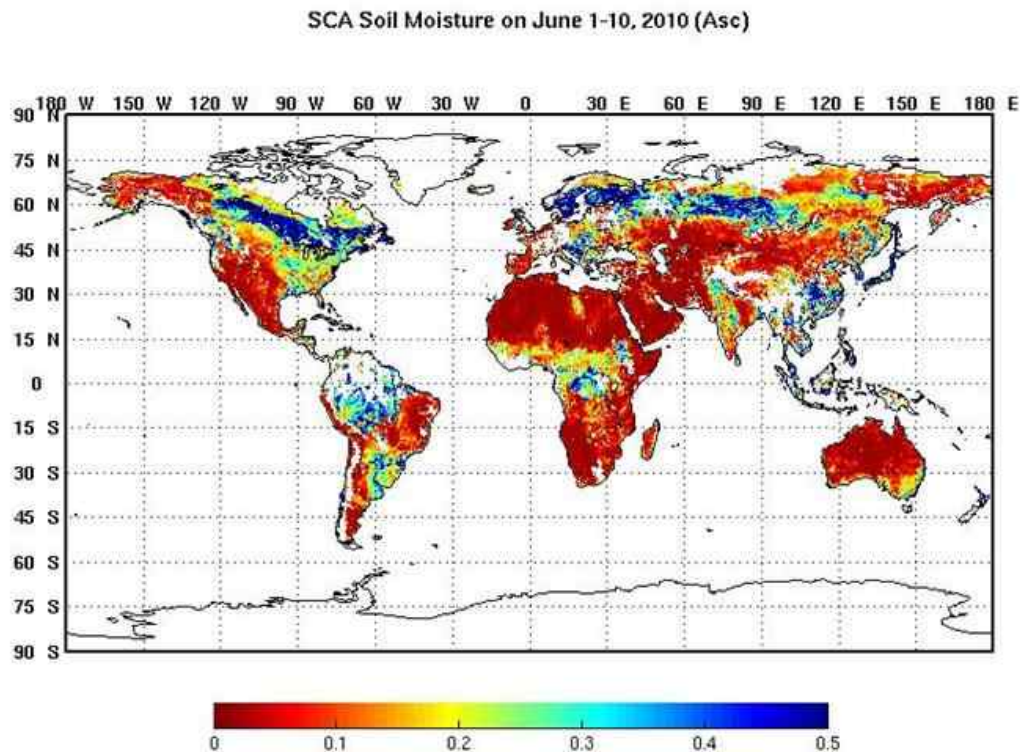 SCA Soil Moisture on June 1-10, 2010 (Asc)
180 W 150 W 120 W 90 W 60 W 30 W 0 30 E 60 E 90 E 120 E 150 E 180 E
90 N
75 N
60 N
45 N
30 N
15 N
0
15 S
30 S
45 S
60 S
75 S
90 S
0 0.1 0.2 0.3 0.4 0.5